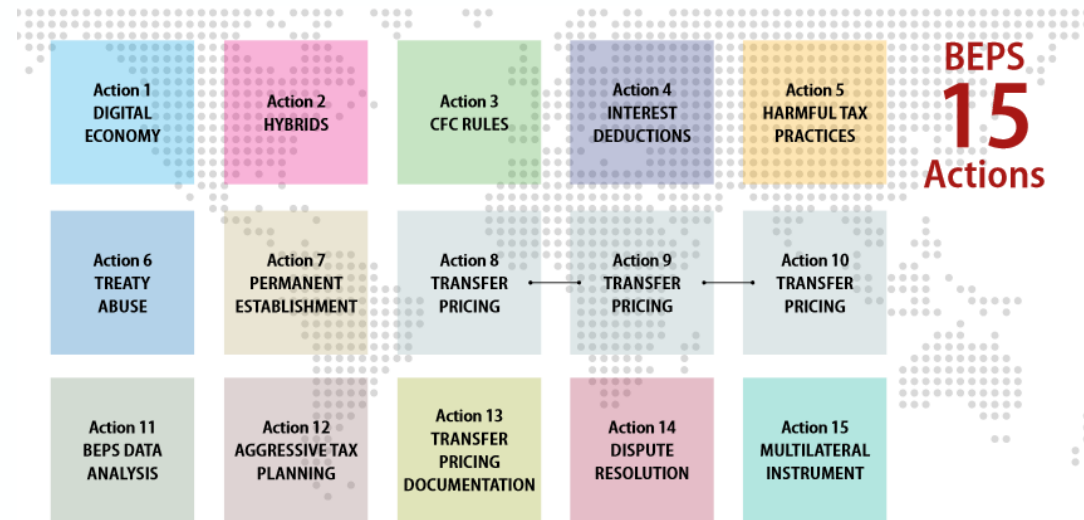 Action 1
DIGITAL
ECONOMY
Action 2
HYBRIDS
Action 3
CFC RULES
Action 4
INTEREST
DEDUCTIONS
Action 5
HARMFUL TAX
PRACTICES
BEPS
15
Actions
Action 6
TREATY
ABUSE
Action 7
PERMANENT
ESTABLISHMENT
Action 8
TRANSFER
PRICING
Action 9
TRANSFER
PRICING
Action 10
TRANSFER
PRICING
Action 11
BEPS DATA
ANALYSIS
Action 12
AGGRESSIVE TAX
PLANNING
Action 13
TRANSFER
PRICING
DOCUMENTATION
Action 14
DISPUTE
RESOLUTION
Action 15
MULTILATERAL
INSTRUMENT